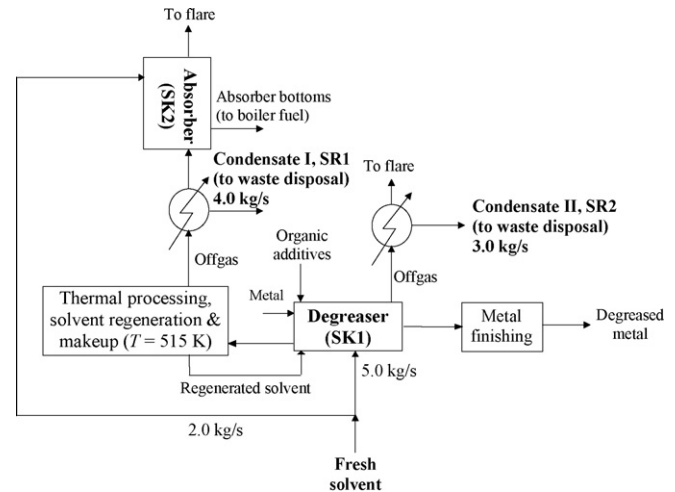 To flare
Absorber
(SK2)
Absorber bottoms
(to boiler fuel)
Condensate I, SR1
(to waste disposal)
4.0 kg/s
To flare
Condensate II, SR2
(to waste disposal)
3.0 kg/s
Offgas
Organic
additives
Offgas
Thermal processing,
solvent regeneration &
makeup (T = 515 K)
Metal
Degreaser
(SK1)
Metal
finishing
Degreased
metal
Regenerated solvent
5.0 kg/s
2.0 kg/s
Fresh
solvent